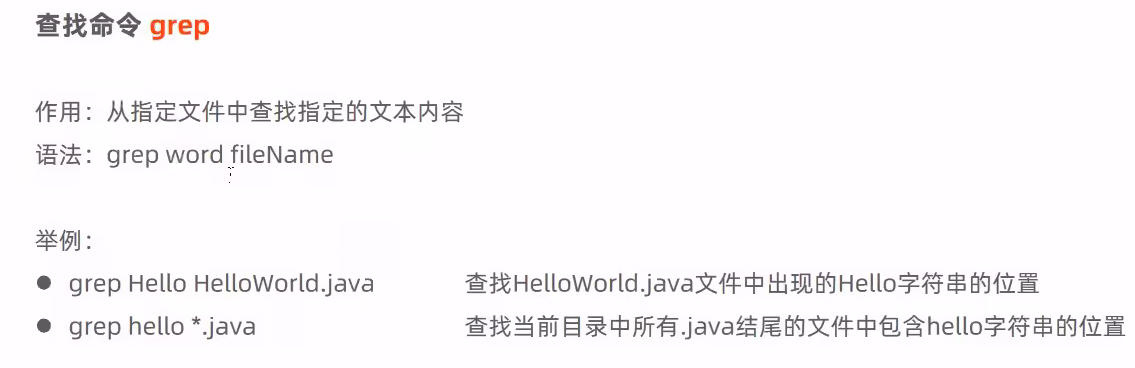 查找命令 grep
作用：从指定文件中查找指定的文本内容
语法：grep word fileName
举例：
● grep Hello HelloWorld.java 查找HelloWorld.java文件中出现的Hello字符串的位置
● grep hello *.java 查找当前目录中所有.java结尾的文件中包含hello字符串的位置